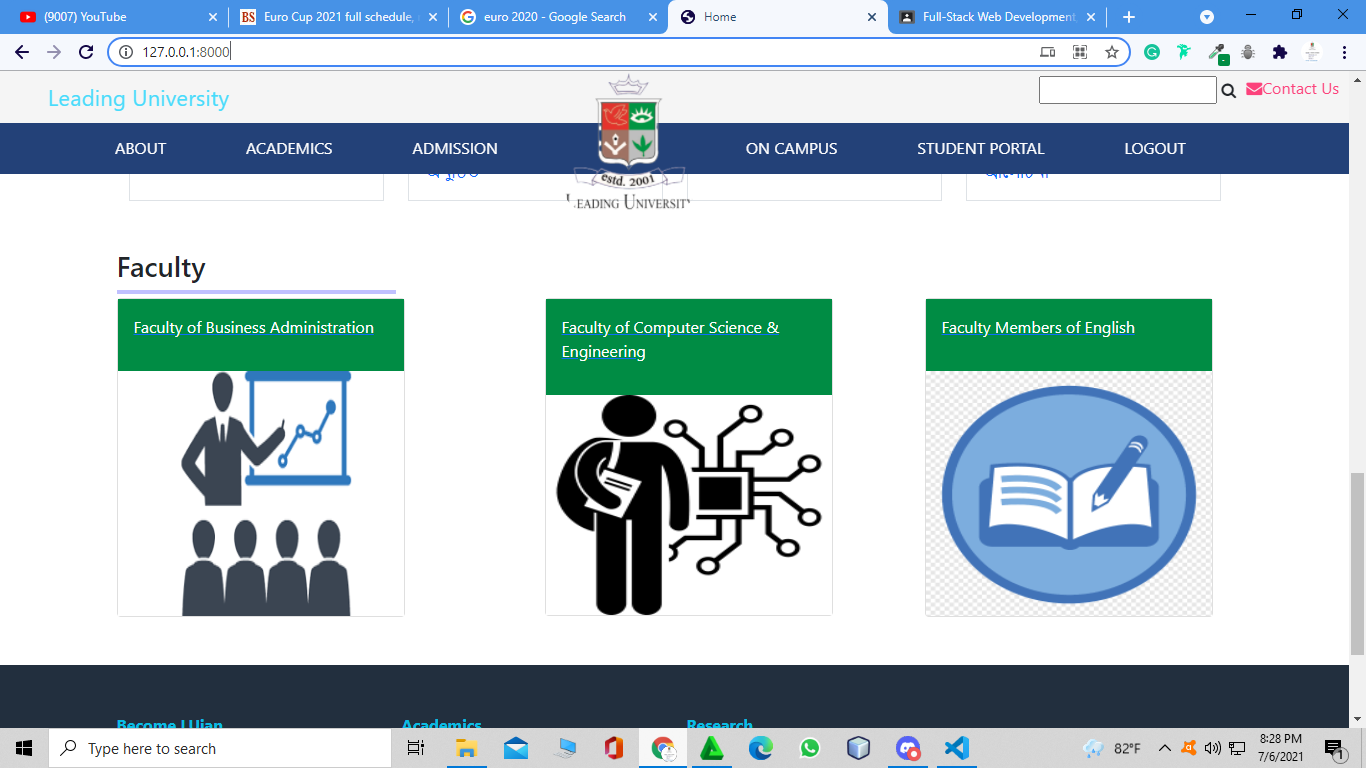 (9007) YouTube
Euro Cup 2021 full schedule,
euro 2020 - Google Search
Home
Full-Stack Web Development
127.0.0.1:8000
Leading University
Contact Us
ABOUT
ACADEMICS
ADMISSION
ON CAMPUS
STUDENT PORTAL
LOGOUT
estd. 2001
LEADING UNIVERSITY
Faculty
Faculty of Business Administration
Faculty of Computer Science &
Engineering
Faculty Members of English
Become LUian
Academics
Research
Type here to search
82°F
8:28 PM
7/6/2021
1